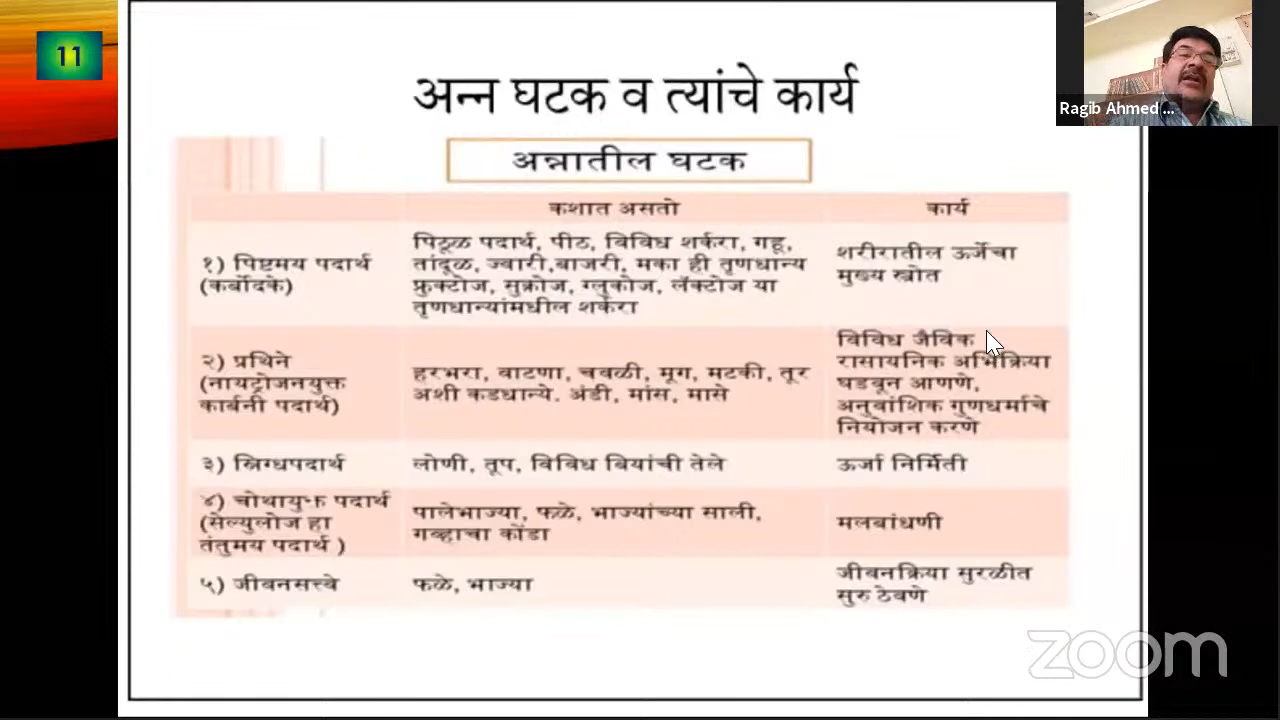 11
Ragib Ahmed ...
अन्न घटक व त्यांचे कार्य
अन्नातील घटक
कशात असतो
कार्य
१) पिष्टमय पदार्थ
(कर्बोदके)
पिठूळ पदार्थ, पीठ, विविध शर्करा, गहू,
तांदूळ, ज्वारी,बाजरी, मका ही तृणधान्य
फ्रुक्टोज, सुक्रोज, ग्लुकोज, लॅक्टोज या
तृणधान्यांमधील शर्करा
शरीरातील ऊर्जेचा
मुख्य स्त्रोत
२) प्रथिने
(नायट्रोजनयुक्त
कार्बनी पदार्थ)
हरभरा, वाटणा, चवळी, मूग, मटकी, तूर
अशी कडधान्ये. अंडी, मांस, मासे
विविध जैविक
रासायनिक अभिक्रिया
घडवून आणणे,
अनुवांशिक गुणधर्माचे
नियोजन करणे
३) स्निग्धपदार्थ
लोणी, तूप, विविध बियांची तेले
ऊर्जा निर्मिती
४) चोथायुक्त पदार्थ
(सेल्युलोज हा
तंतुमय पदार्थ )
पालेभाज्या, फळे, भाज्यांच्या साली,
गव्हाचा कोंडा
मलबांधणी
५) जीवनसत्त्वे
फळे, भाज्या
जीवनक्रिया सुरळीत
सुरु ठेवणे
zoom